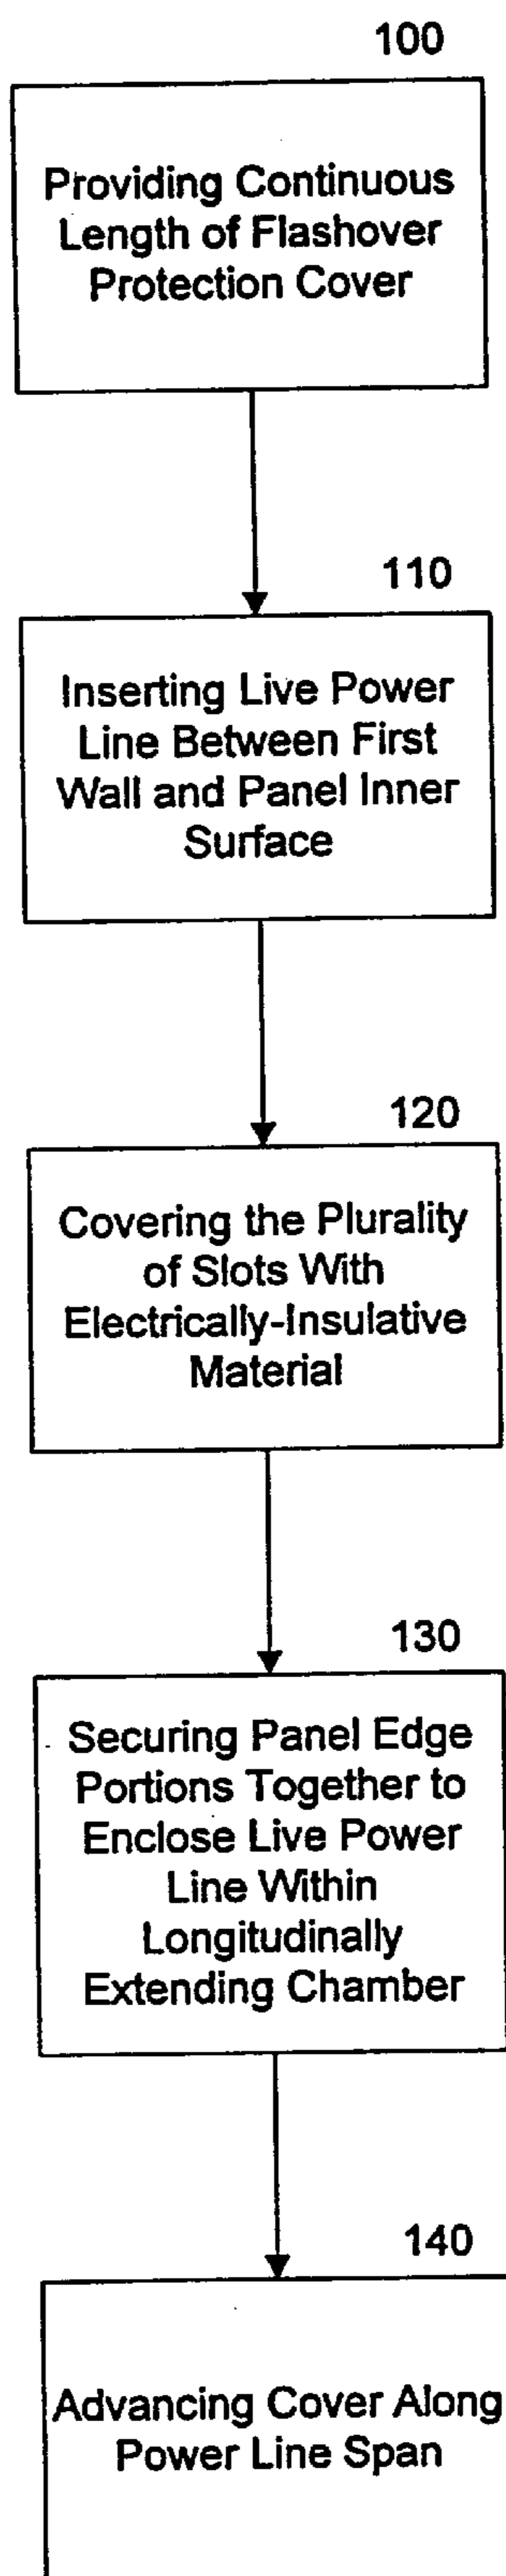 100
Providing Continuous
Length of Flashover
Protection Cover
110
Inserting Live Power
Line Between First
Wall and Panel Inner
Surface
120
Covering the Plurality
of Slots With
Electrically-Insulative
Material
130
Securing Panel Edge
Portions Together to
Enclose Live Power
Line Within
Longitudinally
Extending Chamber
140
Advancing Cover Along
Power Line Span